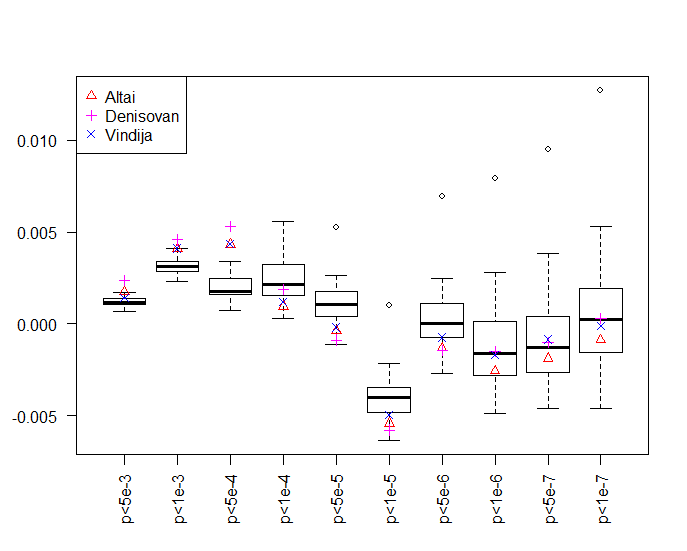 Altai
Denisovan
Vindija
0.010
0.005
0.000
-0.005
p<5e-3
p<1e-3
p<5e-4
p<1e-4
p<5e-5
p<1e-5
p<5e-6
p<1e-6
p<5e-7
p<1e-7